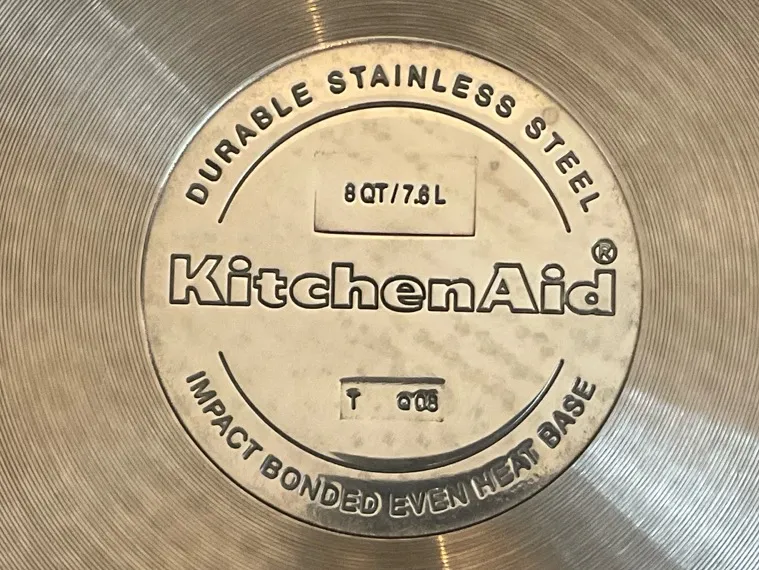 DURABLE STAINLESS STEEL
8 QT / 7.6 L
KitchenAid®
T
IMPACT BONDED EVEN HEAT BASE